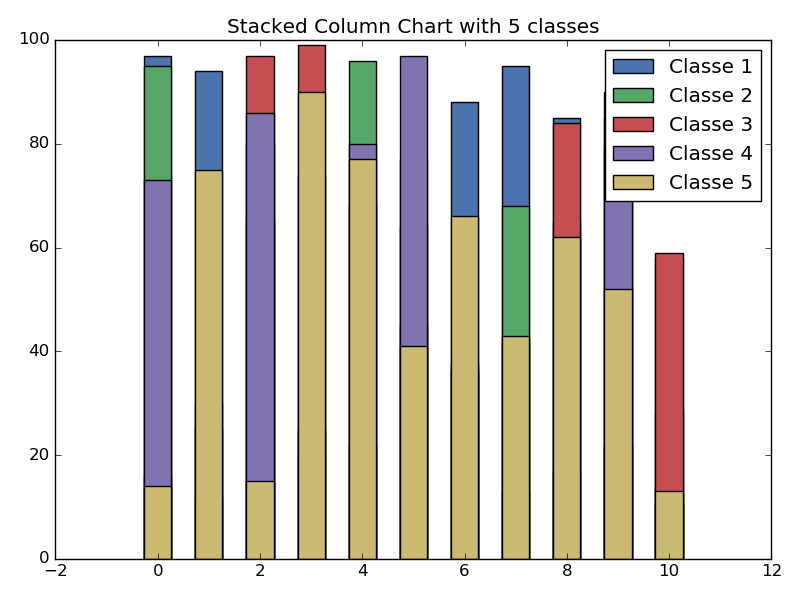 Stacked Column Chart with 5 classes
100
80
60
40
20
0
−2
0
2
4
6
8
10
12
Classe 1
Classe 2
Classe 3
Classe 4
Classe 5